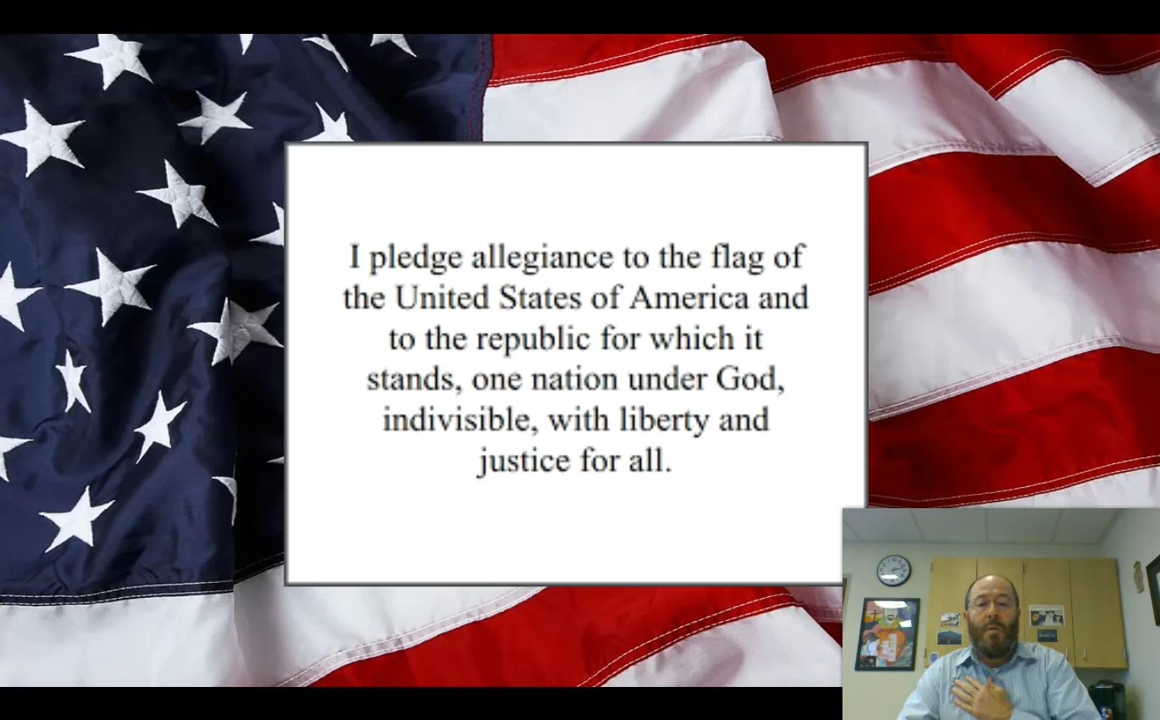 I pledge allegiance to the flag of
the United States of America and
to the republic for which it
stands, one nation under God,
indivisible, with liberty and
justice for all.